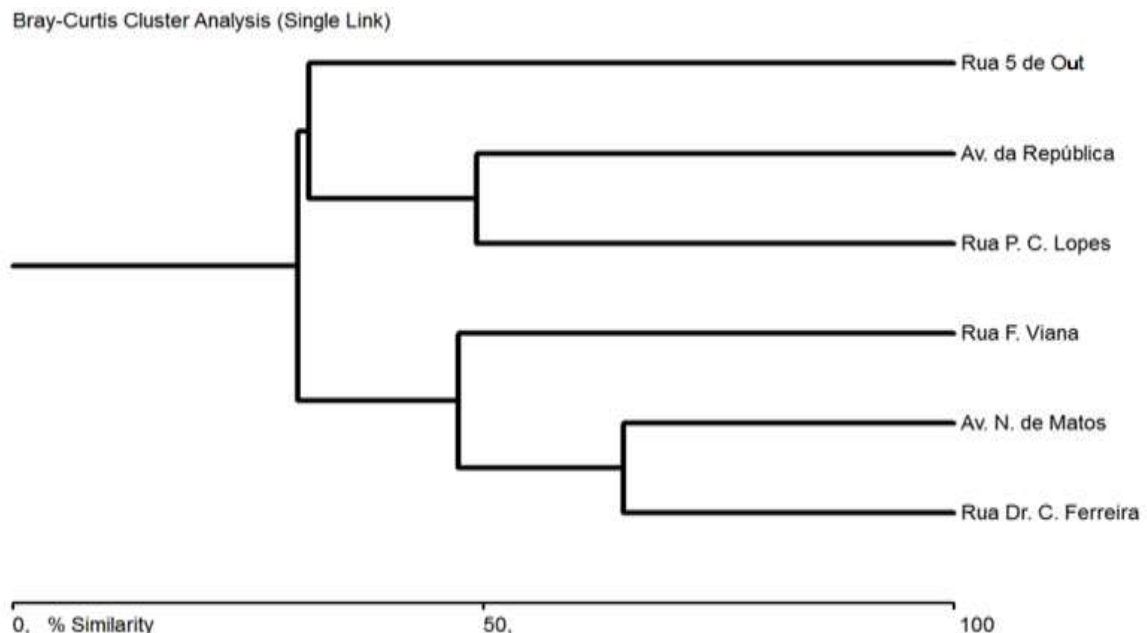 Bray-Curtis Cluster Analysis (Single Link)
Rua 5 de Out
Av. da República
Rua P. C. Lopes
Rua F. Viana
Av. N. de Matos
Rua Dr. C. Ferreira
0, % Similarity 50, 100